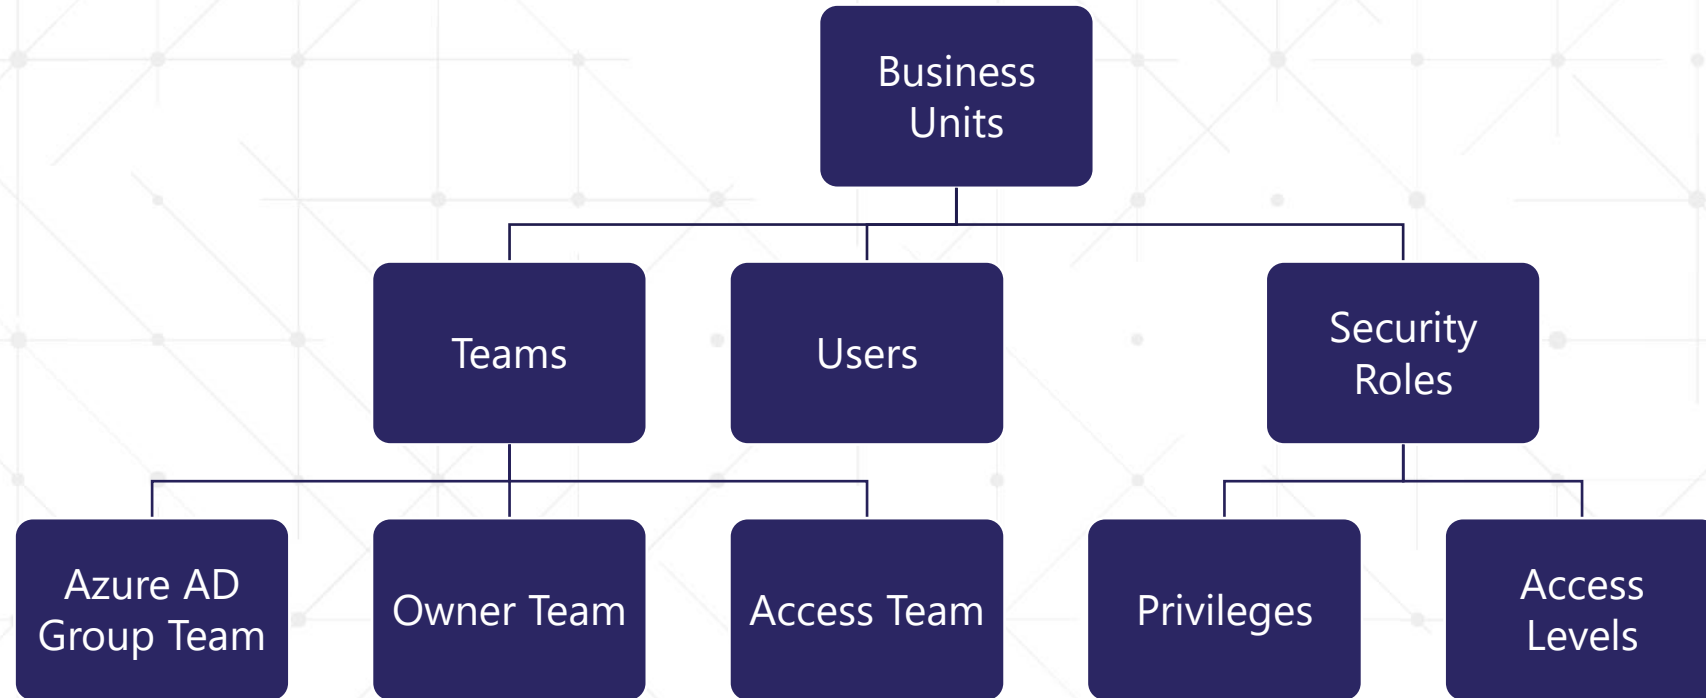 Business
Units
Teams
Users
Security
Roles
Azure AD
Group Team
Owner Team
Access Team
Privileges
Access
Levels